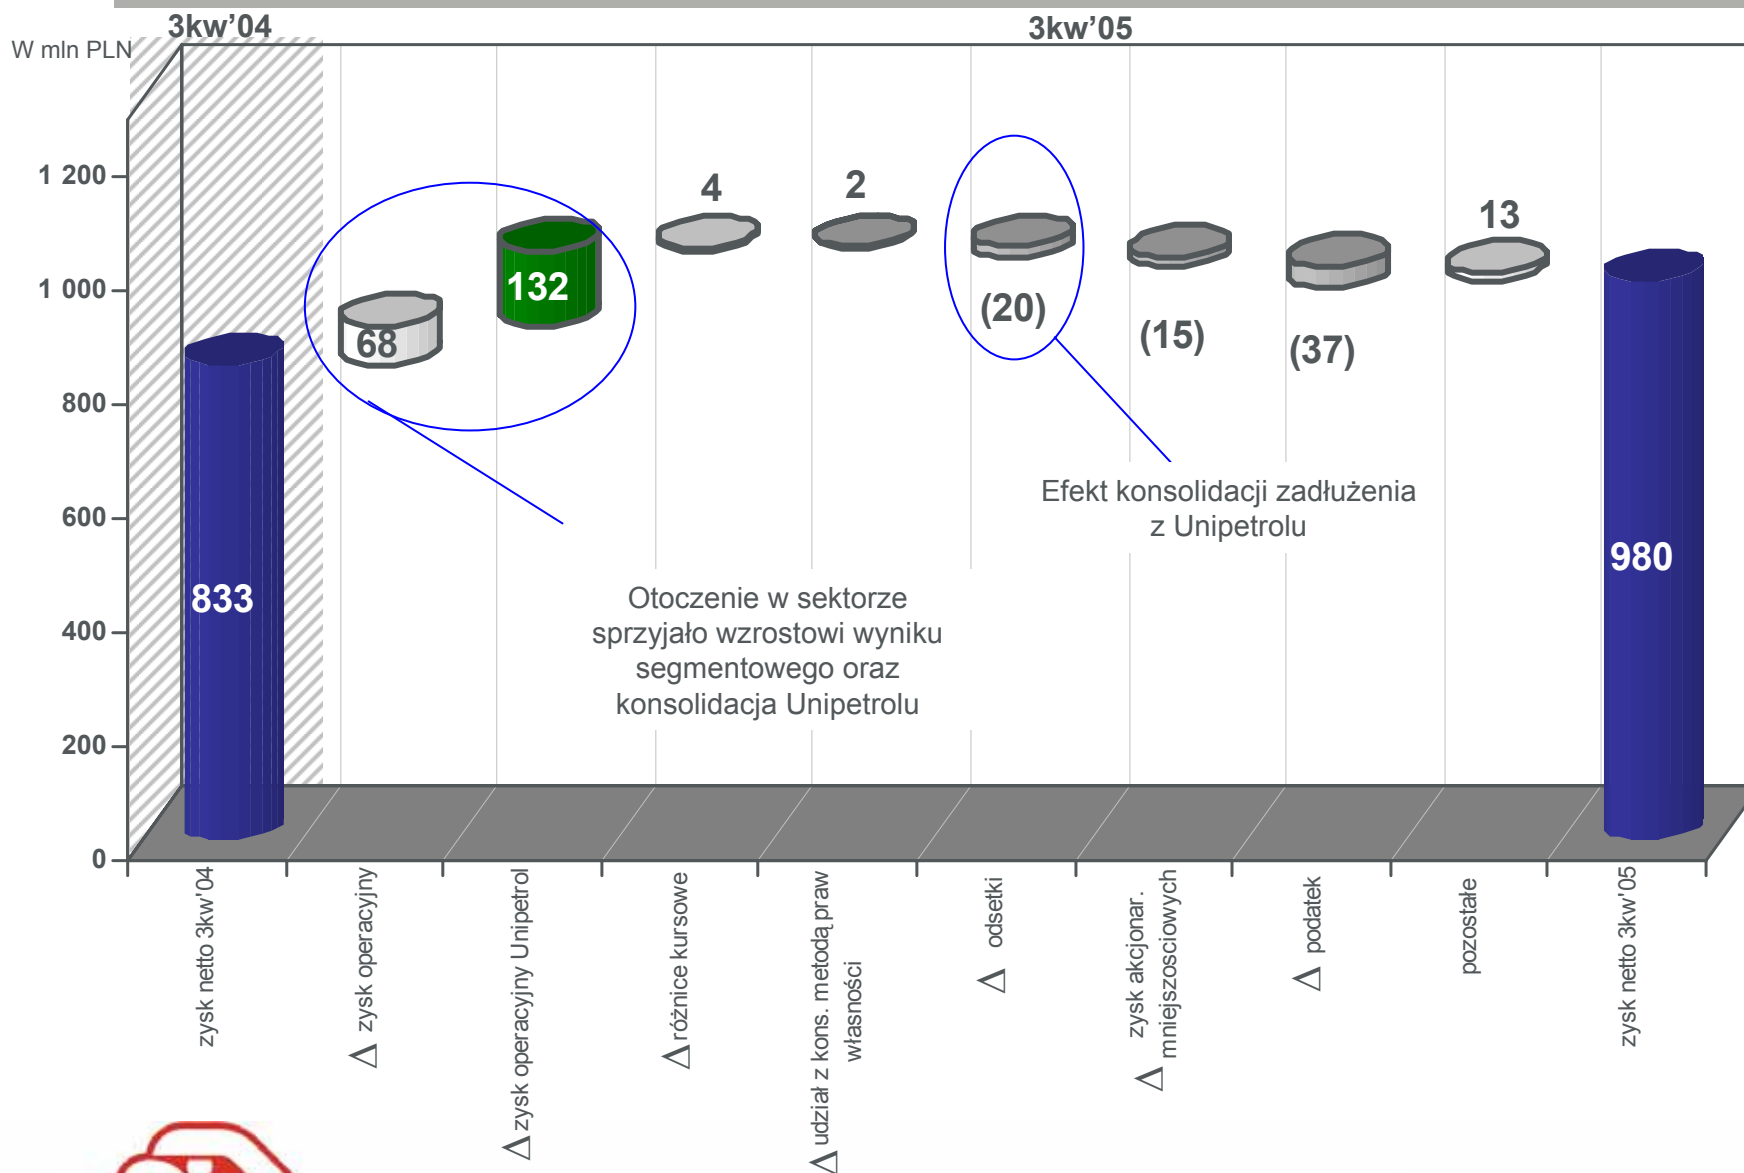 3kw’04
3kw’05
W mln PLN
1 200
1 000
800
600
400
200
0
833
68
132
4
2
(20)
(15)
(37)
13
980
Efekt konsolidacji zadłużenia
z Unipetrolu
Otoczenie w sektorze
sprzyjało wzrostowi wyniku
segmentowego oraz
konsolidacja Unipetrolu
zysk netto 3kw'04
Δ zysk operacyjny
Δ zysk operacyjny Unipetrol
Δ różnice kursowe
Δ udział z kons. metodą praw
własności
Δ odsetki
zysk akcjonar.
Δ mniejszosciowych
Δ podatek
pozostałe
zysk netto 3kw'05